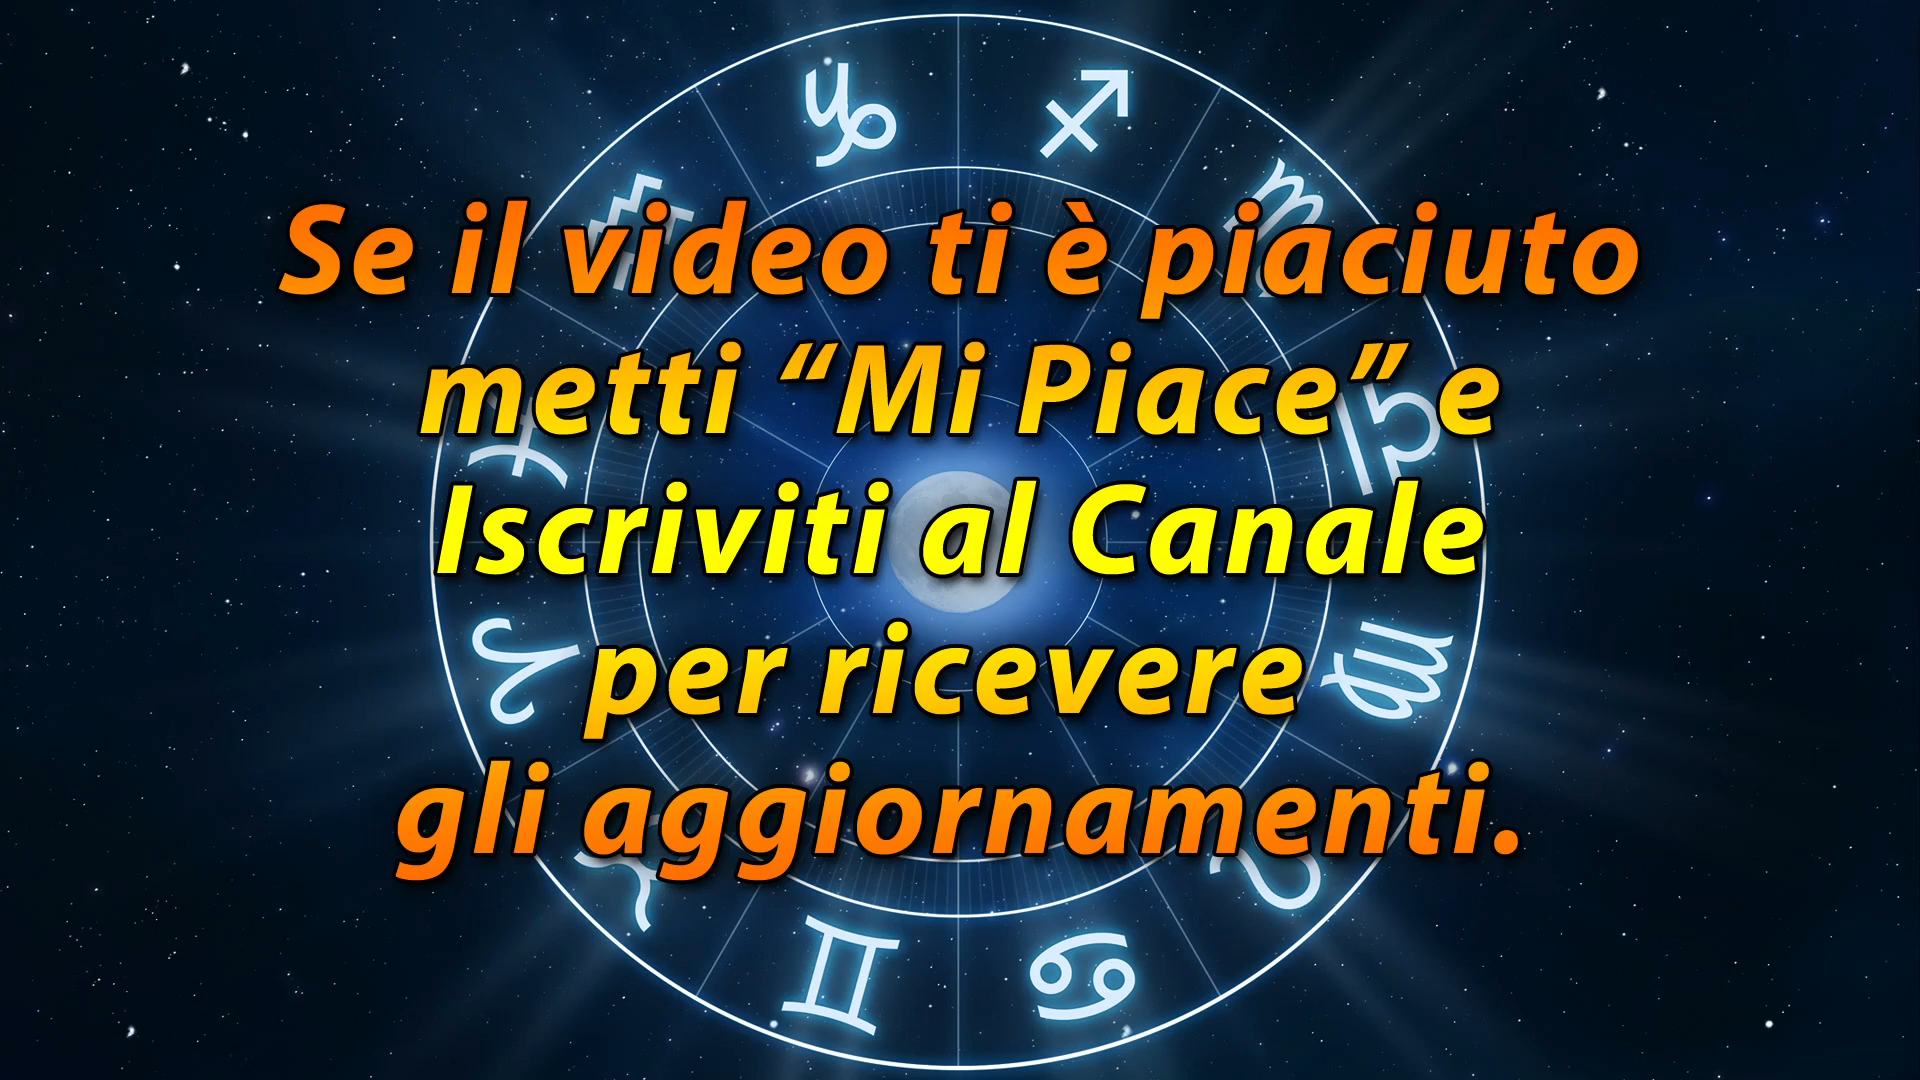 Se il video ti è piaciuto
metti “Mi Piace” e
Iscriviti al Canale
per ricevere
gli aggiornamenti.